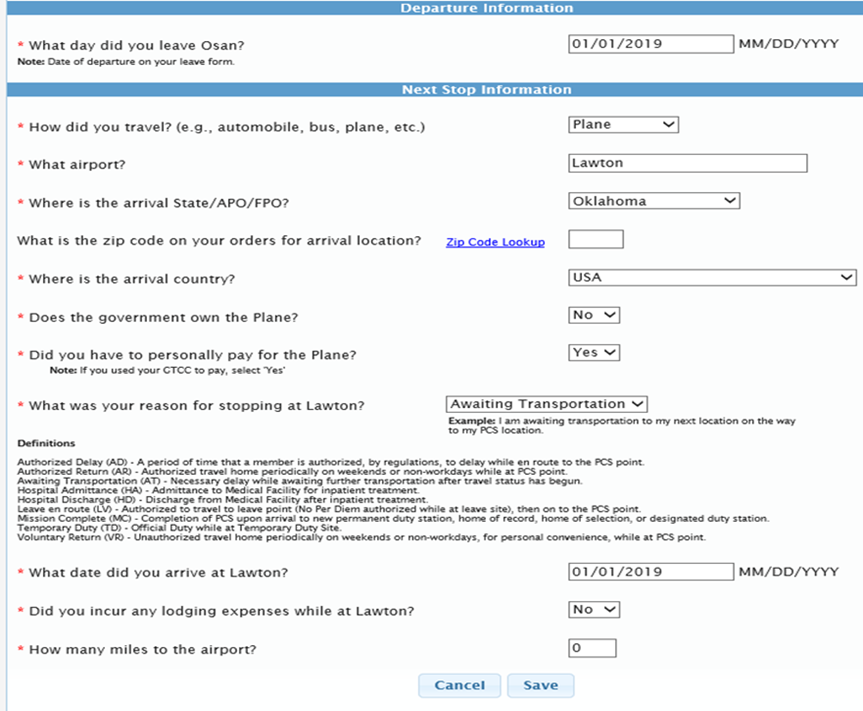 Departure Information
* What day did you leave Osan? 01/01/2019 MM/DD/YYYY
Note: Date of departure on your leave form.
Next Stop Information
* How did you travel? (e.g., automobile, bus, plane, etc.) Plane
* What airport? Lawton
* Where is the arrival State/APO/FPO? Oklahoma
What is the zip code on your orders for arrival location? Zip Code Lookup
* Where is the arrival country? USA
* Does the government own the Plane? No
* Did you have to personally pay for the Plane? Yes
Note: If you used your GTCC to pay, select 'Yes'
* What was your reason for stopping at Lawton? Awaiting Transportation
Example: I am awaiting transportation to my next location on the way
to my PCS location.
Definitions
Authorized Delay (AD) - A period of time that a member is authorized, by regulations, to delay while en route to the PCS point.
Authorized Return (AR) - Authorized travel home periodically on weekends or non-workdays while at PCS point.
Awaiting Transportation (AT) - Necessary delay while awaiting further transportation after travel status has begun.
Hospital Admittance (HA) - Admittance to Medical Facility for inpatient treatment.
Hospital Discharge (HD) - Discharge from Medical Facility after inpatient treatment.
Leave en route (LV) - Authorized to travel to leave point (No Per Diem authorized while at leave site), then on to the PCS point.
Mission Complete (MC) - Completion of PCS upon arrival to new permanent duty station, home of record, home of selection, or designated duty station.
Temporary Duty (TD) - Official Duty while at Temporary Duty Site.
Voluntary Return (VR) - Unauthorized travel home periodically on weekends or non-workdays, for personal convenience, while at PCS point.
* What date did you arrive at Lawton? 01/01/2019 MM/DD/YYYY
* Did you incur any lodging expenses while at Lawton? No
* How many miles to the airport? 0
Cancel Save